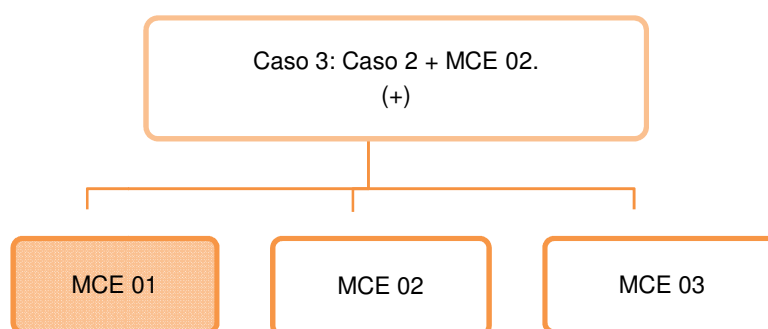 Caso 3: Caso 2 + MCE 02.
(+)
MCE 01
MCE 02
MCE 03